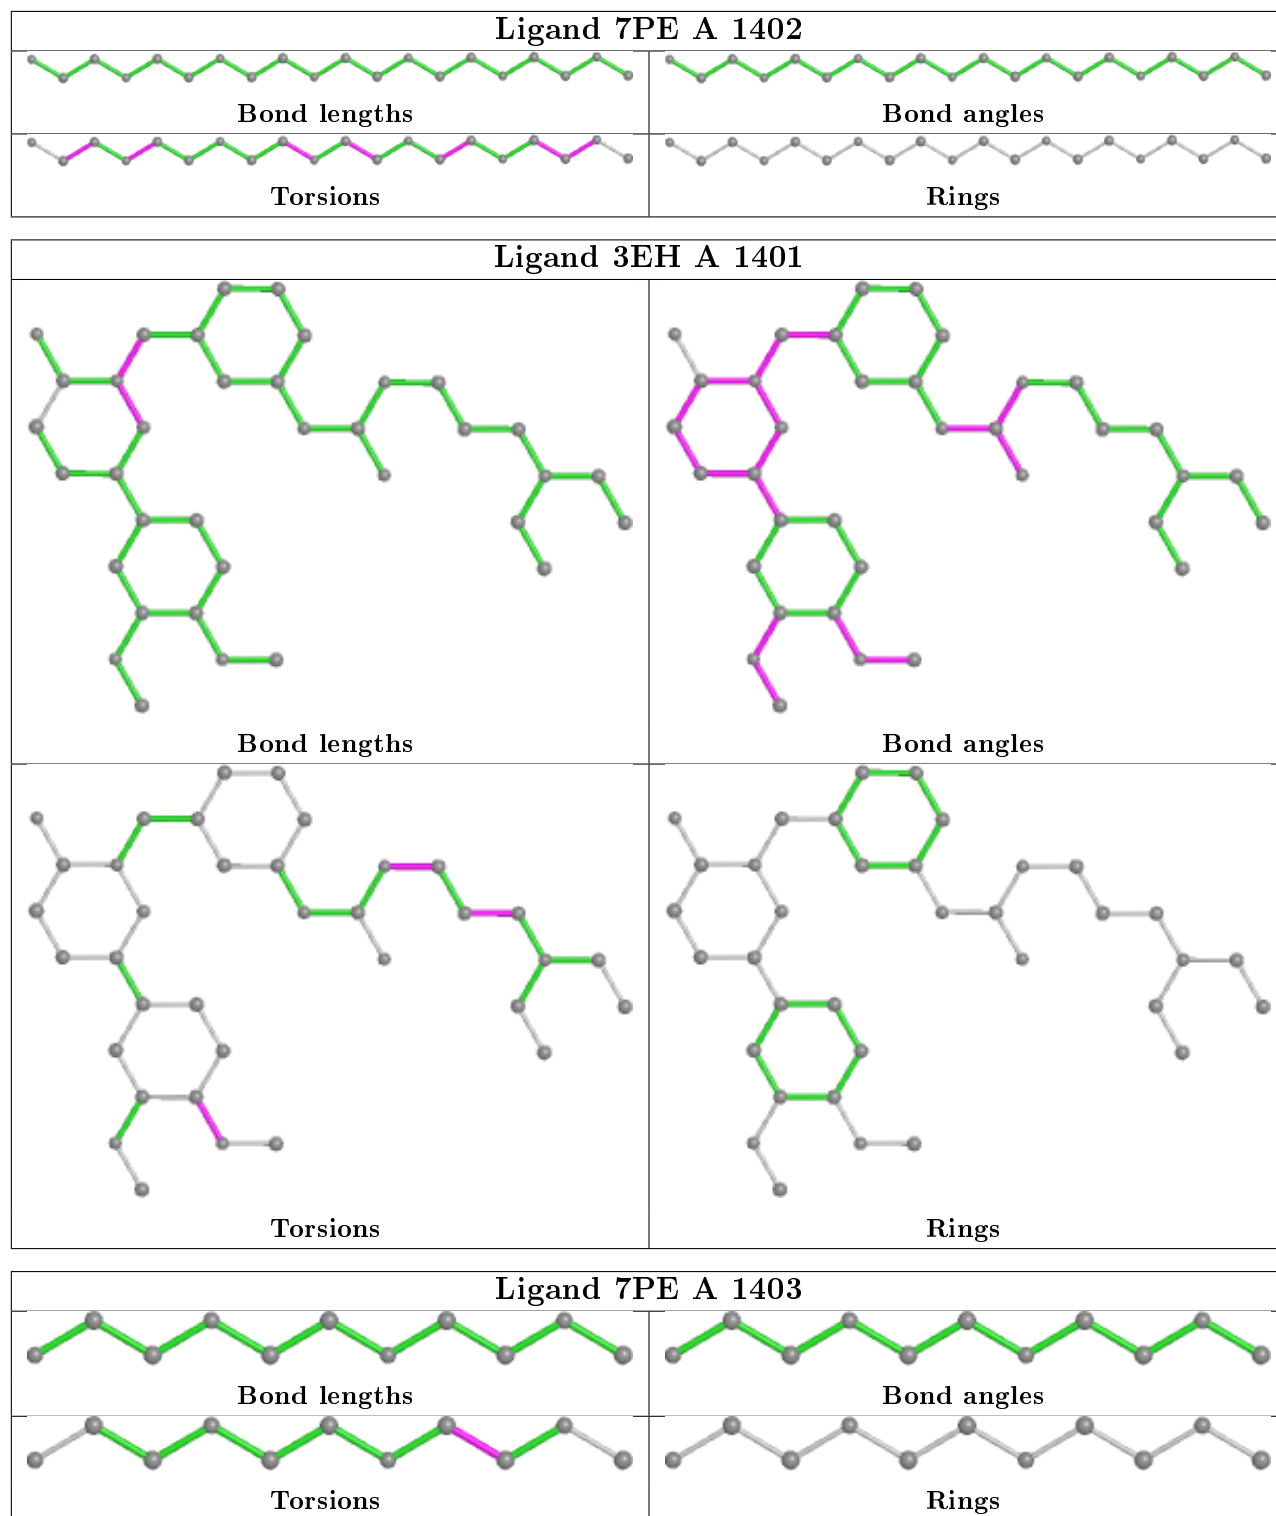 Ligand 7PE A 1402
Bond lengths
Bond angles
Torsions
Rings
Ligand 3EH A 1401
Bond lengths
Bond angles
Torsions
Rings
Ligand 7PE A 1403
Bond lengths
Bond angles
Torsions
Rings